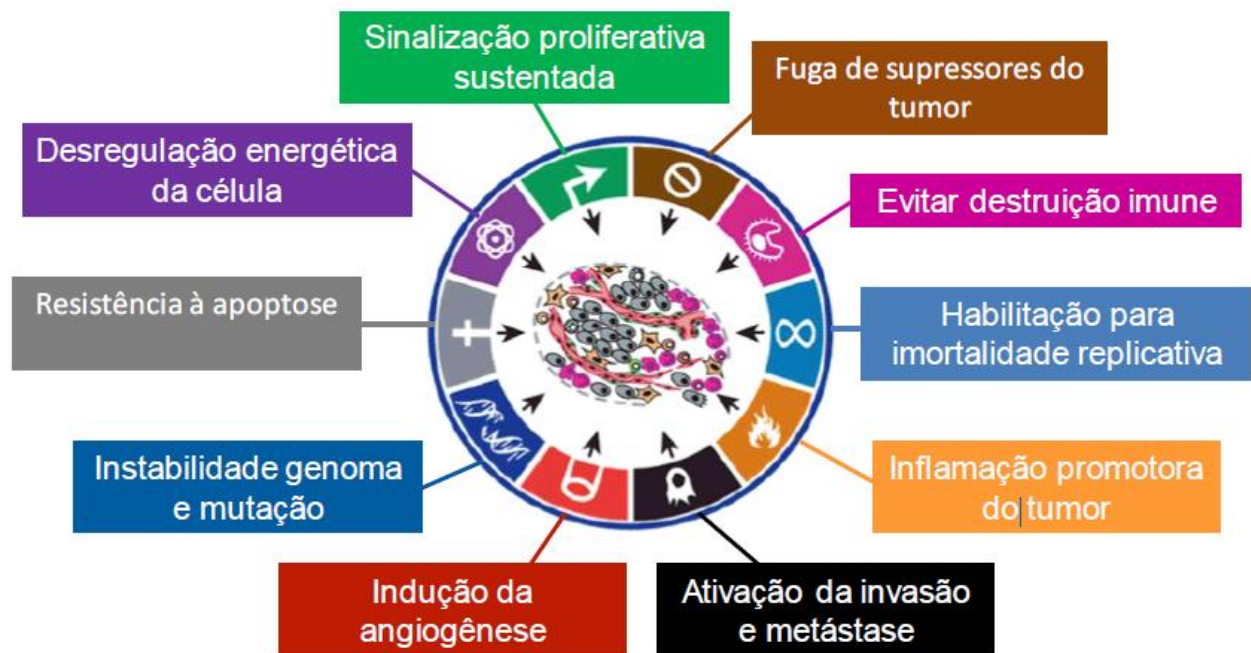 Sinalização proliferativa
sustentada
Fuga de supressores do
tumor
Desregulação energética
da célula
Evitar destruição imune
Resistência à apoptose
Habilitação para
imortalidade replicativa
Instabilidade genoma
e mutação
Inflamação promotora
do tumor
Indução da
angiogênese
Ativação da invasão
e metástase